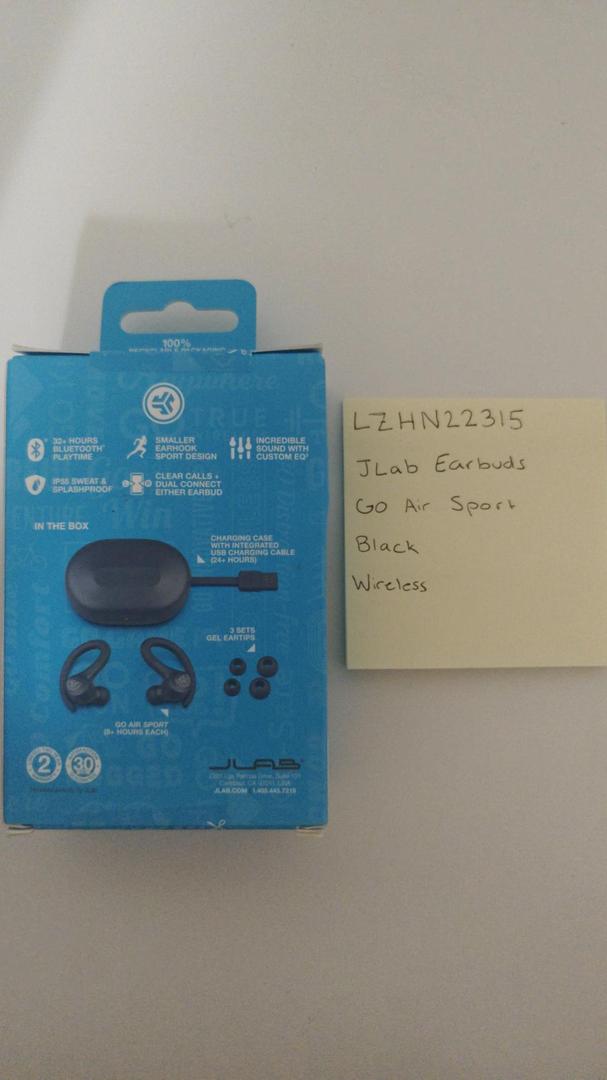 100%
RECYCLABLE PACKAGING
32+ HOURS
BLUETOOTH®
PLAYTIME
SMALLER
EARHOOK
SPORT DESIGN
INCREDIBLE
SOUND WITH
CUSTOM EQ
IP55 SWEAT &
SPLASHPROOF
CLEAR CALLS +
DUAL CONNECT
EITHER EARBUD
IN THE BOX
CHARGING CASE
WITH INTEGRATED
USB CHARGING CABLE
(24+ HOURS)
3 SETS
GEL EARTIPS
GO AIR SPORT
(8+ HOURS EACH)
2
30
JLAB
JLAB.COM
LZHN22315
JLab Earbuds
GO Air Sport
Black
Wireless